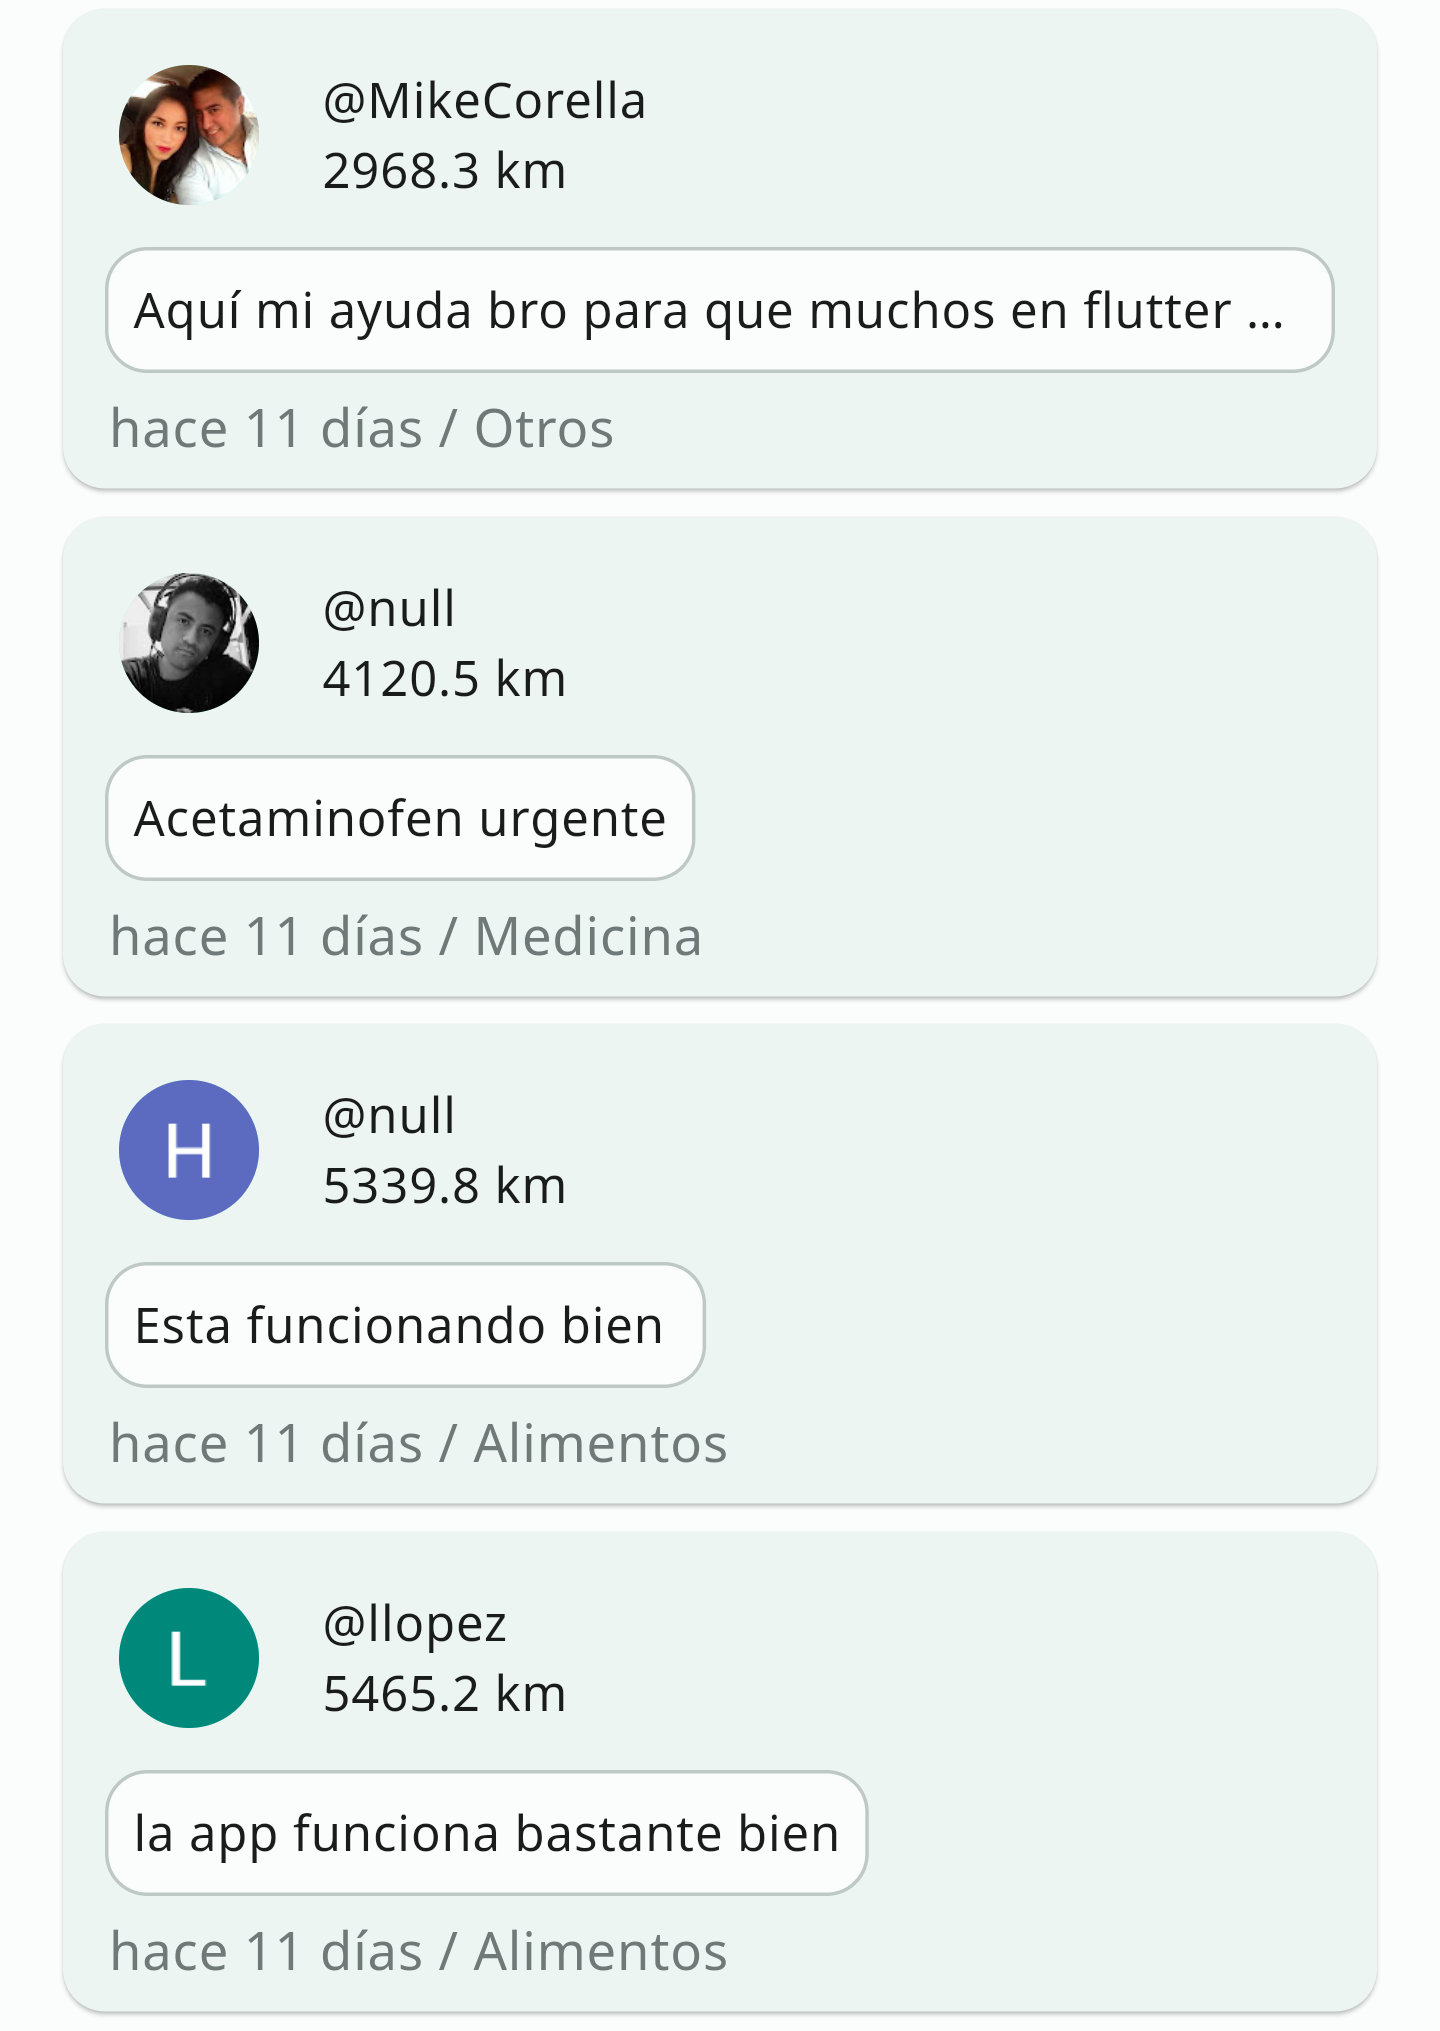 @MikeCorella
2968.3 km
Aquí mi ayuda bro para que muchos en flutter ...
hace 11 días / Otros
@null
4120.5 km
Acetaminofen urgente
hace 11 días / Medicina
H
@null
5339.8 km
Esta funcionando bien
hace 11 días / Alimentos
L
@llopez
5465.2 km
la app funciona bastante bien
hace 11 días / Alimentos